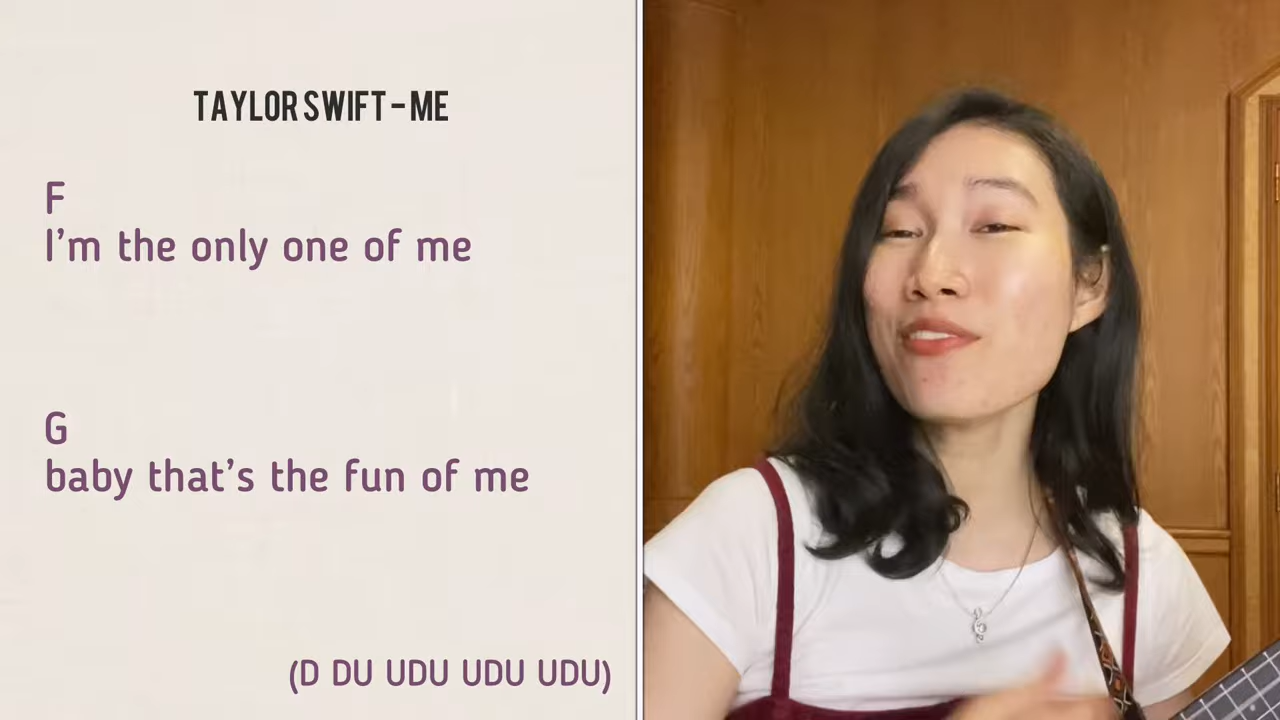 TAYLOR SWIFT - ME
F
I'm the only one of me
G
baby that's the fun of me
(D DU UDU UDU UDU)